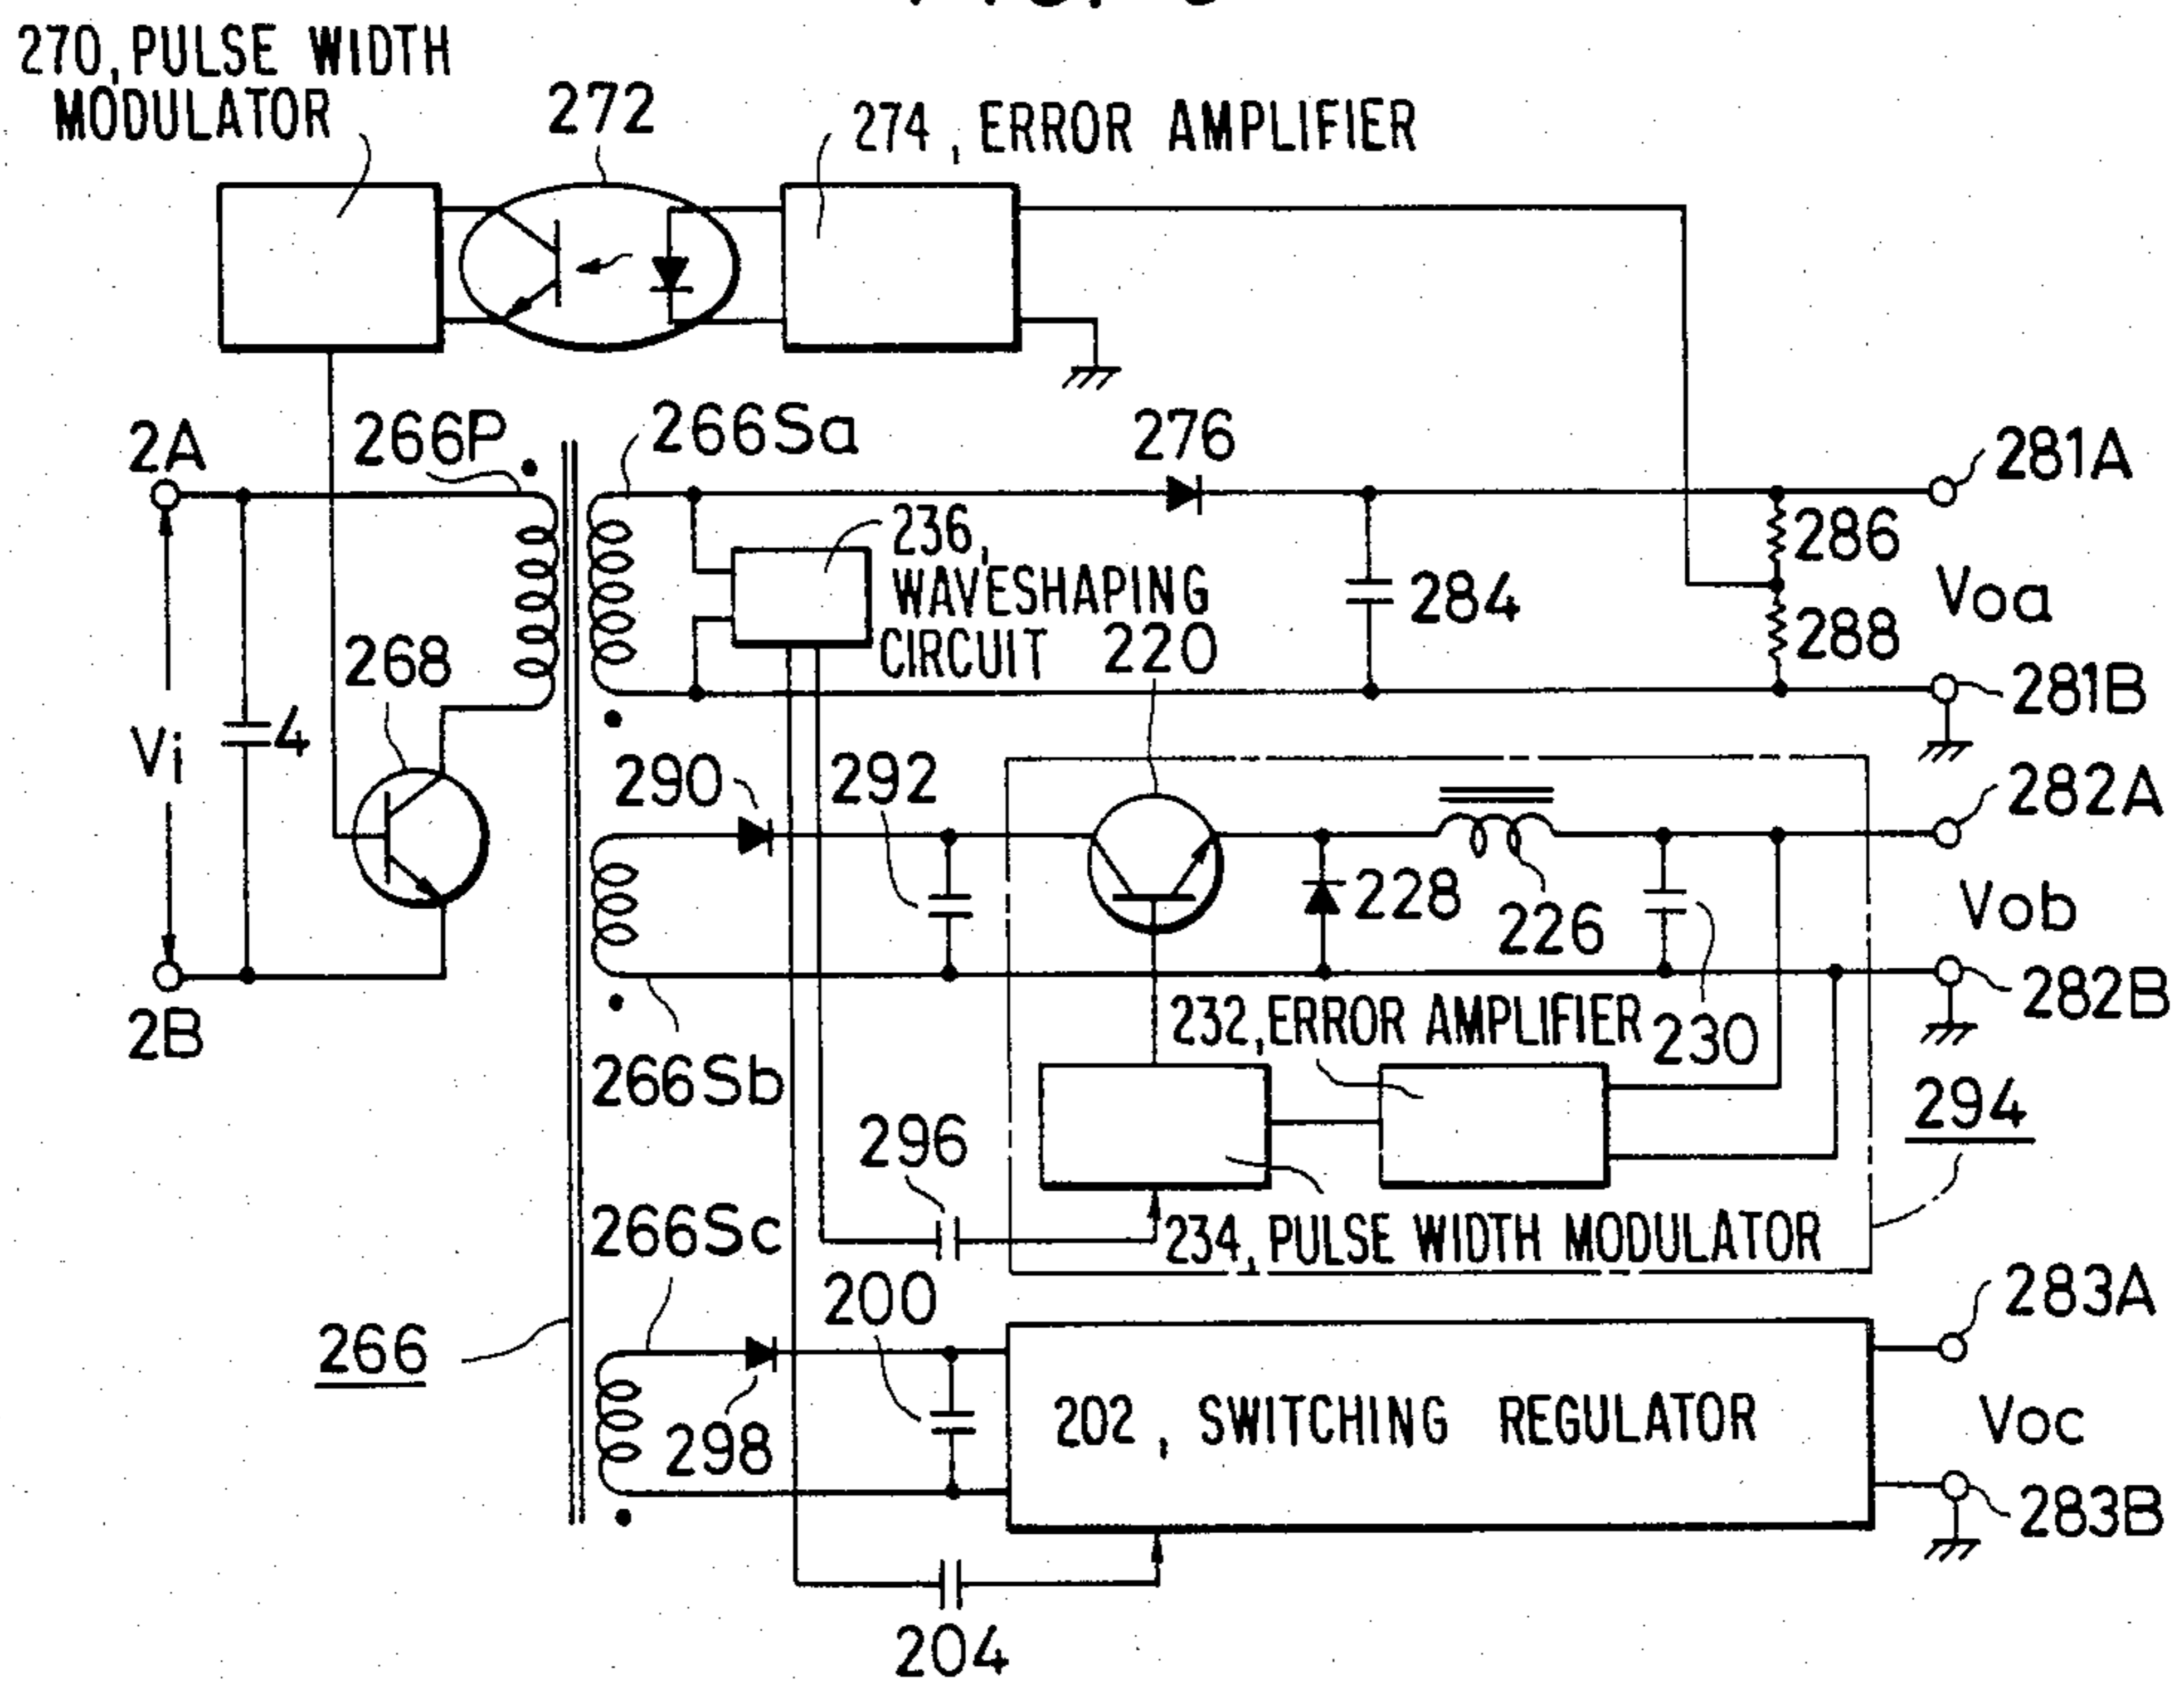 270, PULSE WIDTH
MODULATOR
272
274, ERROR AMPLIFIER
2A
266P
266Sa
276
281A
236,
WAVESHAPING
CIRCUIT
220
284
286
Voa
288
268
281B
Vi
4
290
292
282A
228
226
Vob
2B
232, ERROR AMPLIFIER
230
282B
266Sb
294
296
266Sc
234, PULSE WIDTH MODULATOR
200
283A
266
202, SWITCHING REGULATOR
Voc
298
283B
204